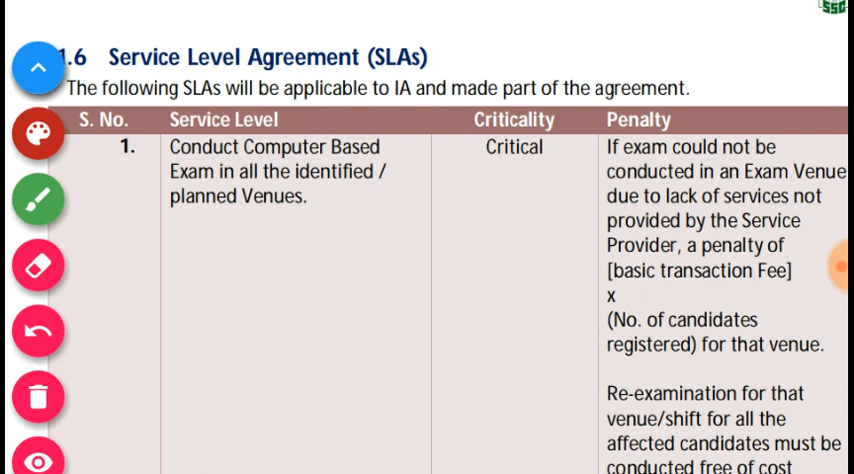 SSC
1.6 Service Level Agreement (SLAs)
The following SLAs will be applicable to IA and made part of the agreement.
S. No. Service Level Criticality Penalty
1. Conduct Computer Based Critical If exam could not be
Exam in all the identified / conducted in an Exam Venue
planned Venues. due to lack of services not
provided by the Service
Provider, a penalty of
[basic transaction Fee]
x
(No. of candidates
registered) for that venue.
Re-examination for that
venue/shift for all the
affected candidates must be
conducted free of cost